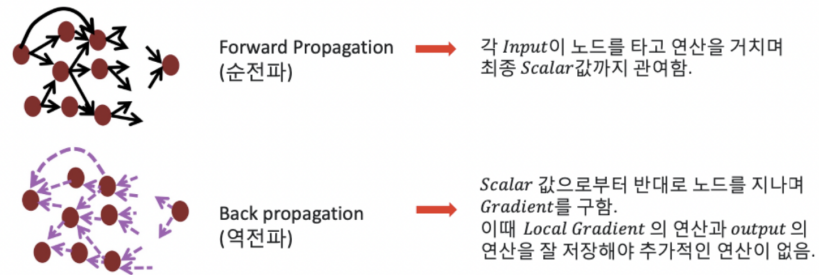 Forward Propagation
(순전파)
각 Input이 노드를 타고 연산을 거치며
최종 Scalar값까지 관여함.
Back propagation
(역전파)
Scalar 값으로부터 반대로 노드를 지나며
Gradient를 구함.
이때 Local Gradient 의 연산과 output 의
연산을 잘 저장해야 추가적인 연산이 없음.